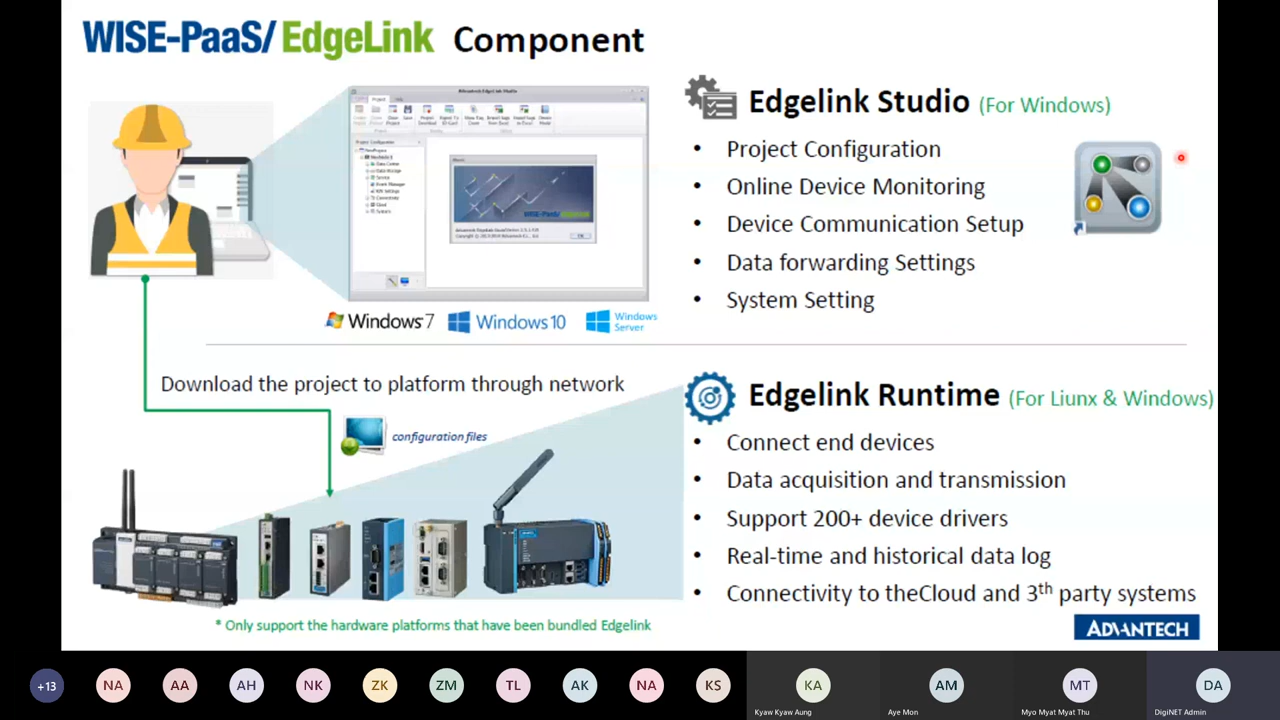 WISE-PaaS/ EdgeLink Component
Edgelink Studio (For Windows)
• Project Configuration
• Online Device Monitoring
• Device Communication Setup
• Data forwarding Settings
• System Setting
Windows 7
Windows 10
Windows Server
Download the project to platform through network
configuration files
Edgelink Runtime (For Liunx & Windows)
• Connect end devices
• Data acquisition and transmission
• Support 200+ device drivers
• Real-time and historical data log
• Connectivity to theCloud and 3th party systems
* Only support the hardware platforms that have been bundled Edgelink
ADVANTECH
+13
NA
AA
AH
NK
ZK
ZM
TL
AK
NA
KS
KA
Kyaw Kyaw Aung
AM
Aye Mon
MT
Myo Myat Myat Thu
DA
DigiNET Admin